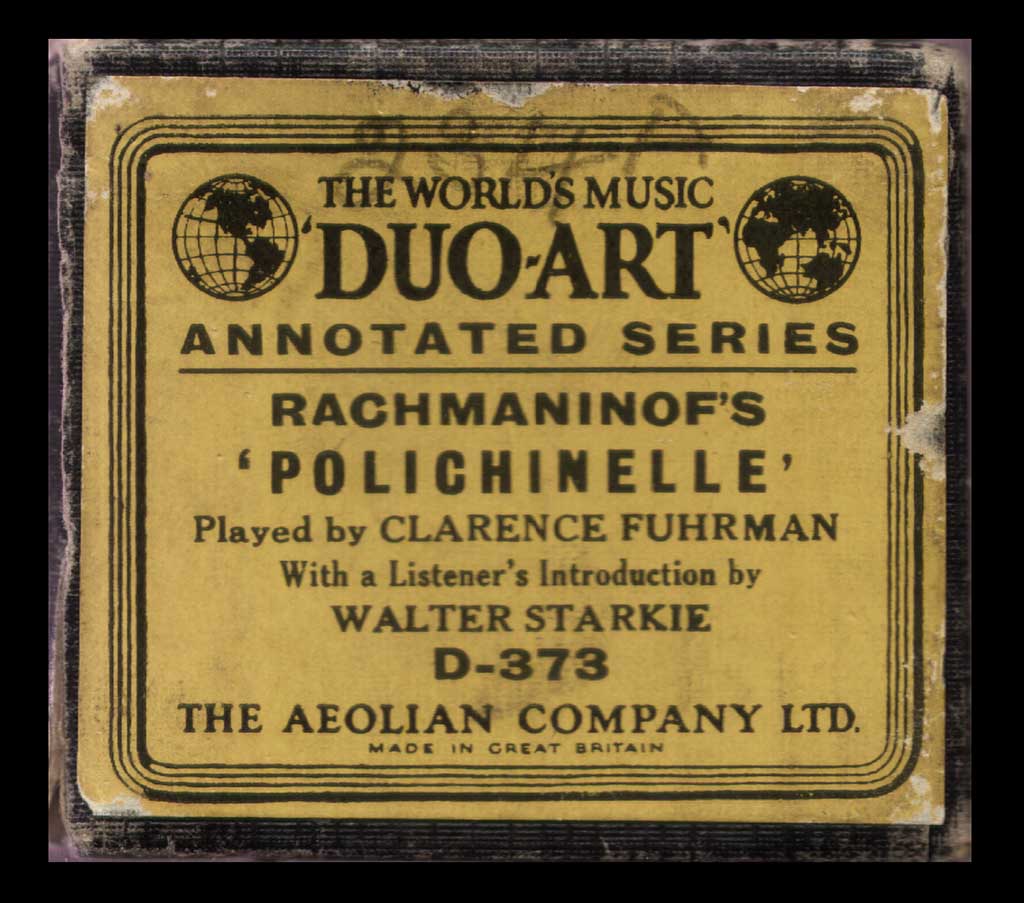 THE WORLD'S MUSIC
'DUO-ART'
ANNOTATED SERIES
RACHMANINOF'S
'POLICHINELLE'
Played by CLARENCE FUHRMAN
With a Listener's Introduction by
WALTER STARKIE
D-373
THE AEOLIAN COMPANY LTD.
MADE IN GREAT BRITAIN